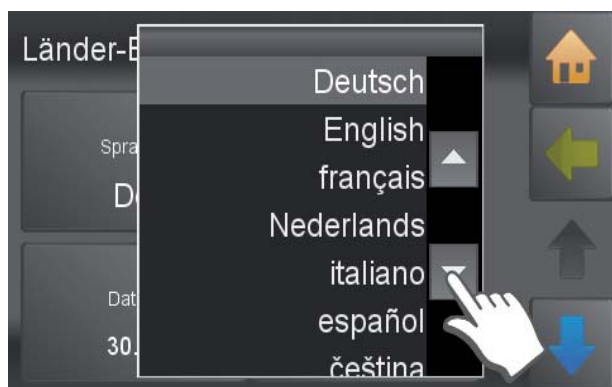 Länder-E
Deutsch
English
français
Nederlands
italiano
español
čeština
Spra
D
Dat
30.